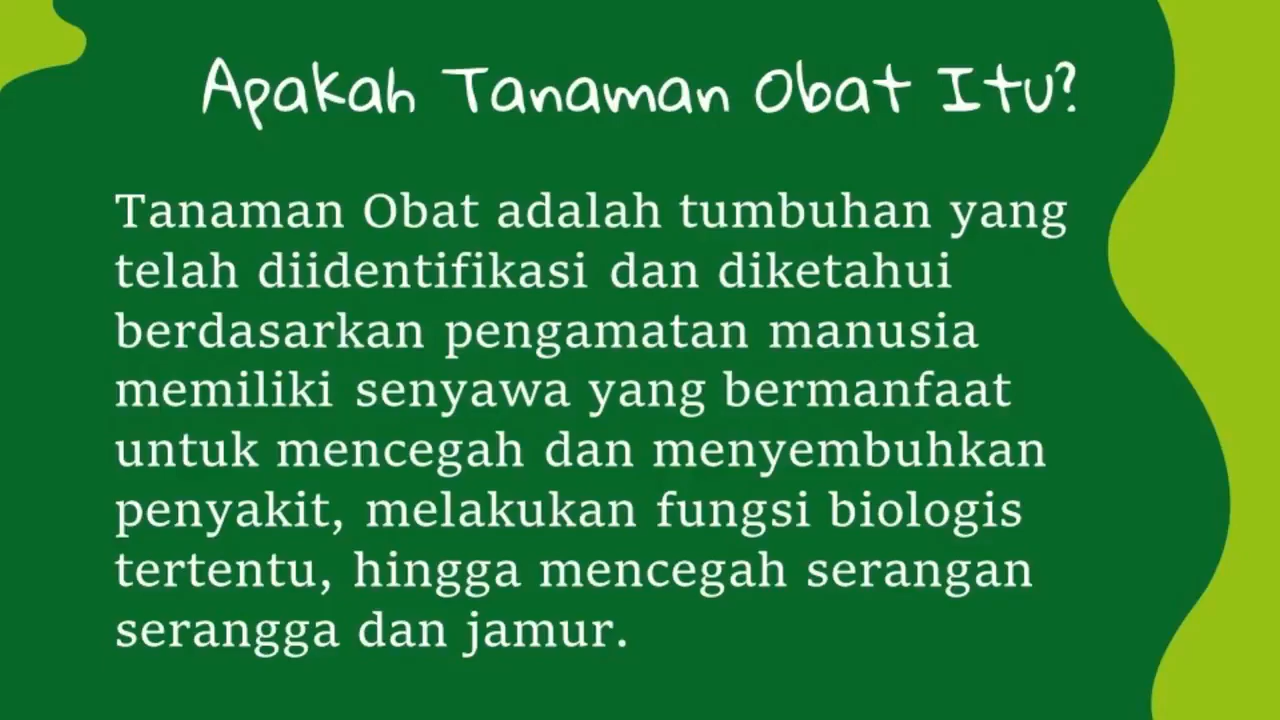 Apakah Tanaman Obat Itu?
Tanaman Obat adalah tumbuhan yang
telah diidentifikasi dan diketahui
berdasarkan pengamatan manusia
memiliki senyawa yang bermanfaat
untuk mencegah dan menyembuhkan
penyakit, melakukan fungsi biologis
tertentu, hingga mencegah serangan
serangga dan jamur.